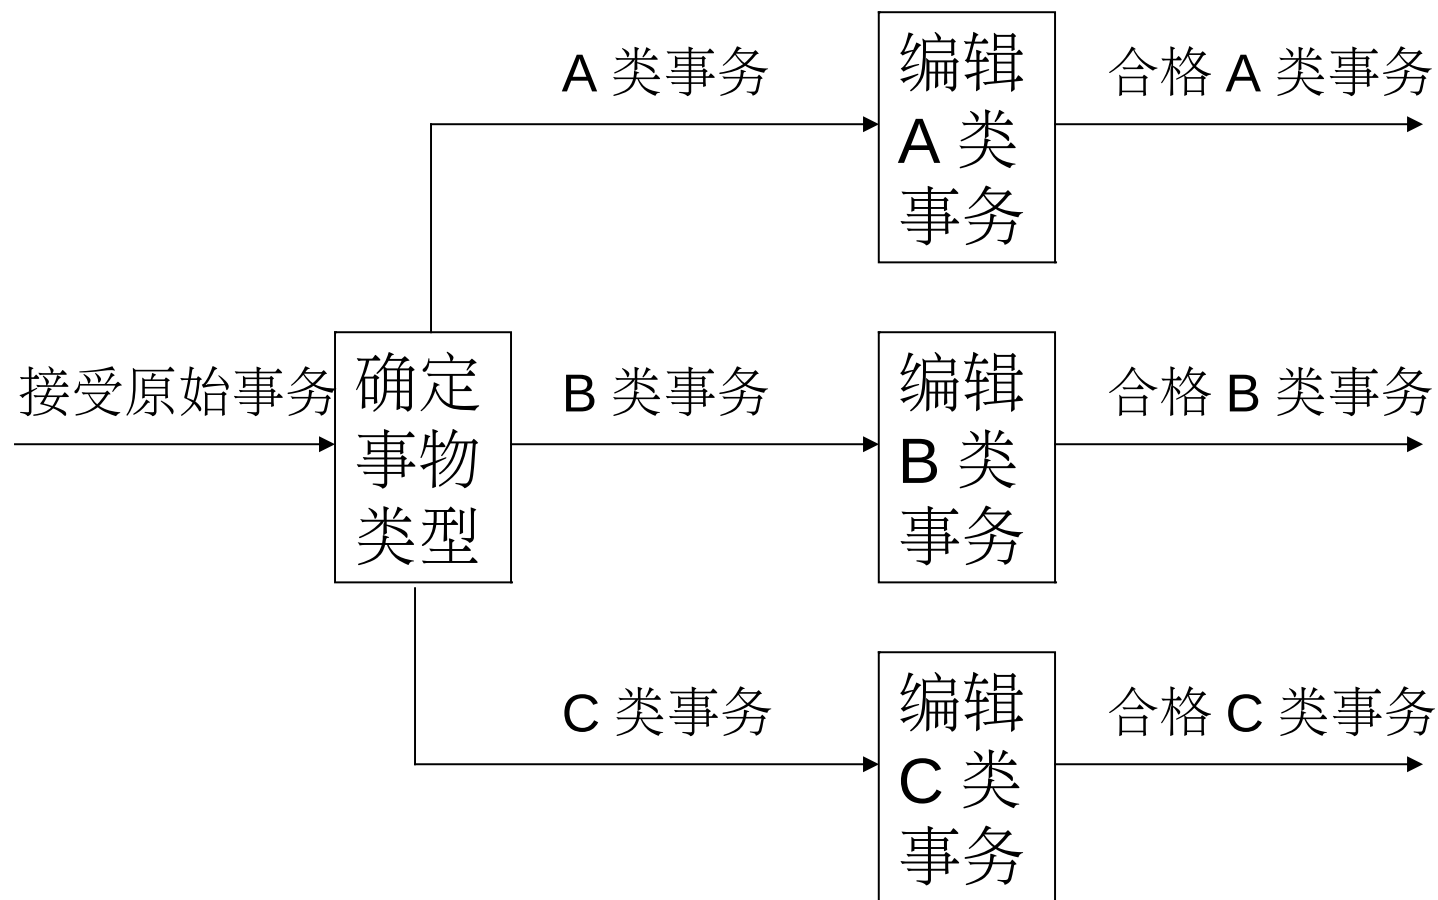 A 类事务
编辑
A 类
事务
合格 A 类事务
接受原始事务
确定
事物
类型
B 类事务
编辑
B 类
事务
合格 B 类事务
C 类事务
编辑
C 类
事务
合格 C 类事务